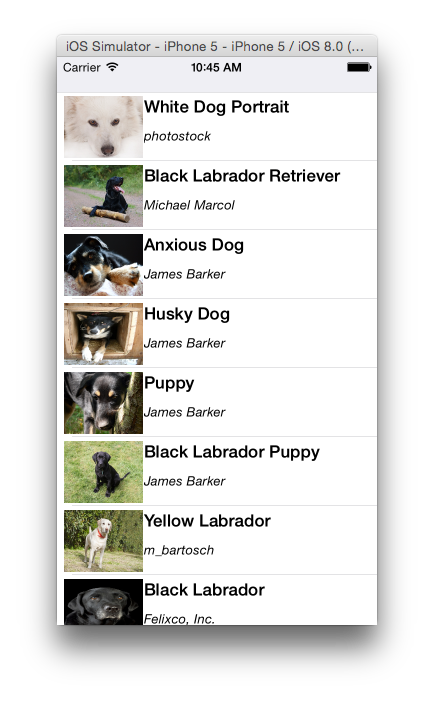 iOS Simulator - iPhone 5 - iPhone 5 / iOS 8.0 (...
Carrier 10:45 AM
White Dog Portrait
photostock
Black Labrador Retriever
Michael Marcol
Anxious Dog
James Barker
Husky Dog
James Barker
Puppy
James Barker
Black Labrador Puppy
James Barker
Yellow Labrador
m_bartosch
Black Labrador
Felixco, Inc.